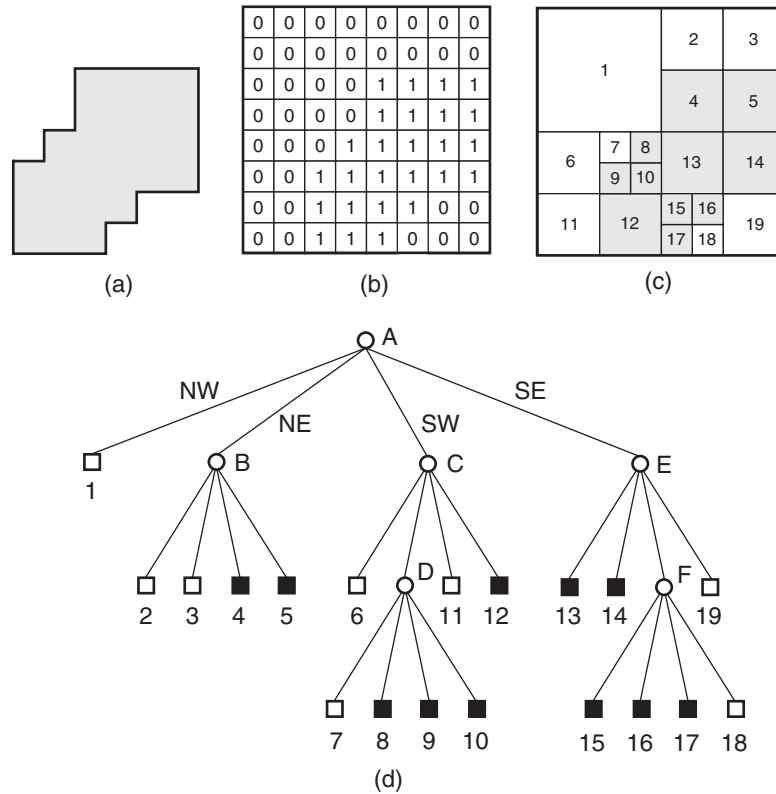 (a)
0 0 0 0 0 0 0 0
0 0 0 0 0 0 0 0
0 0 0 0 1 1 1 1
0 0 0 0 1 1 1 1
0 0 0 1 1 1 1 1
0 0 1 1 1 1 1 1
0 0 1 1 1 1 0 0
0 0 1 1 1 0 0 0
(b)
2 3
1
4 5
7 8
6 13 14
9 10
15 16
11 12 19
17 18
(c)
A
NW NE SW SE
B C E
1
D F
2 3 4 5 6 11 12 13 14 19
7 8 9 10 15 16 17 18
(d)